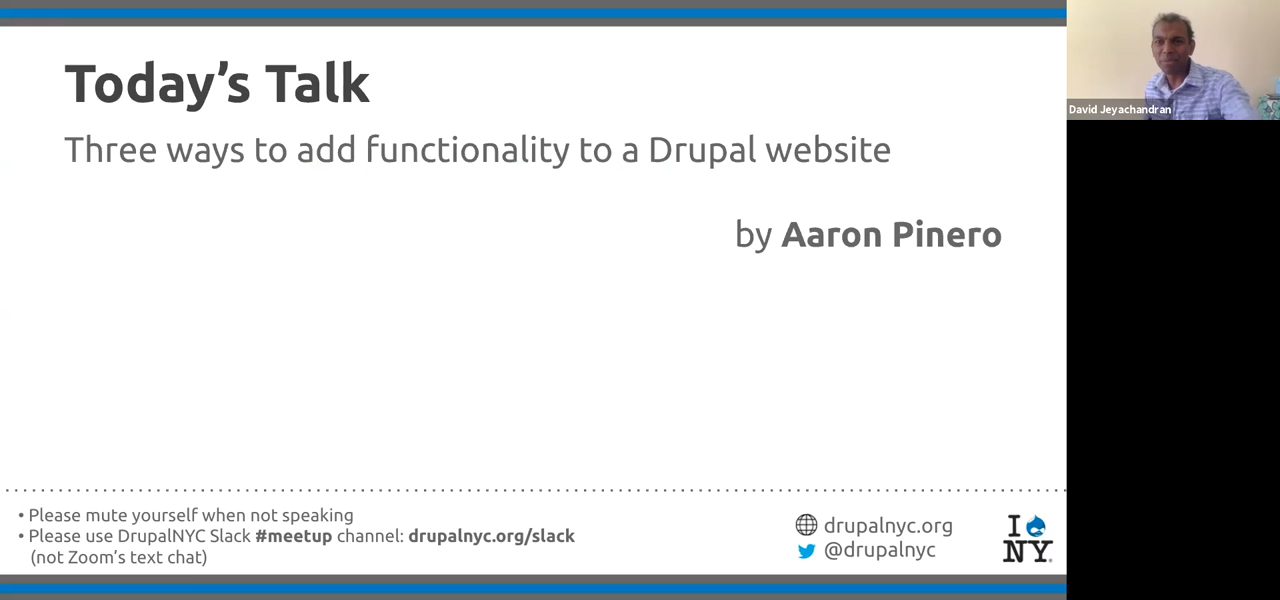 Today’s Talk
Three ways to add functionality to a Drupal website
by Aaron Pinero
David Jeyachandran
• Please mute yourself when not speaking
• Please use DrupalNYC Slack #meetup channel: drupalnyc.org/slack
(not Zoom’s text chat)
drupalnyc.org
@drupalnyc
I
NY